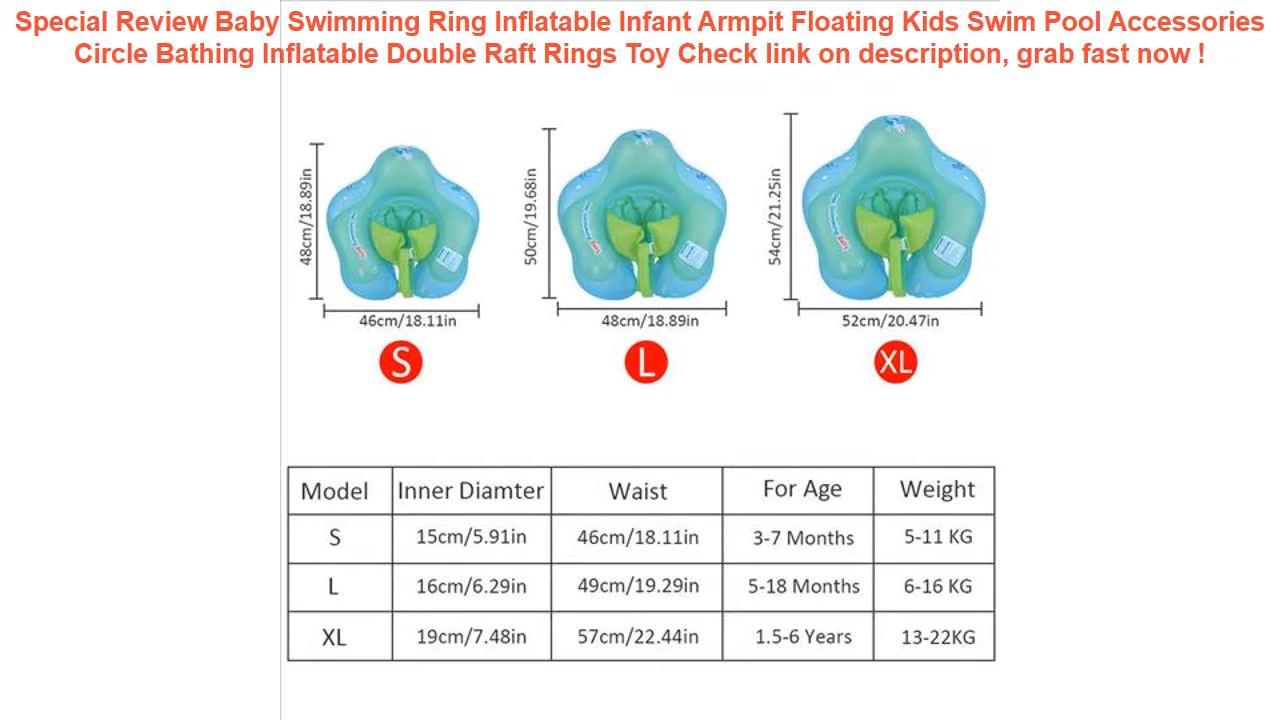 Special Review Baby Swimming Ring Inflatable Infant Armpit Floating Kids Swim Pool Accessories
Circle Bathing Inflatable Double Raft Rings Toy Check link on description, grab fast now !
48cm/18.89in
46cm/18.11in
S
50cm/19.68in
48cm/18.89in
L
54cm/21.25in
52cm/20.47in
XL
Model Inner Diamter Waist For Age Weight
S 15cm/5.91in 46cm/18.11in 3-7 Months 5-11 KG
L 16cm/6.29in 49cm/19.29in 5-18 Months 6-16 KG
XL 19cm/7.48in 57cm/22.44in 1.5-6 Years 13-22KG